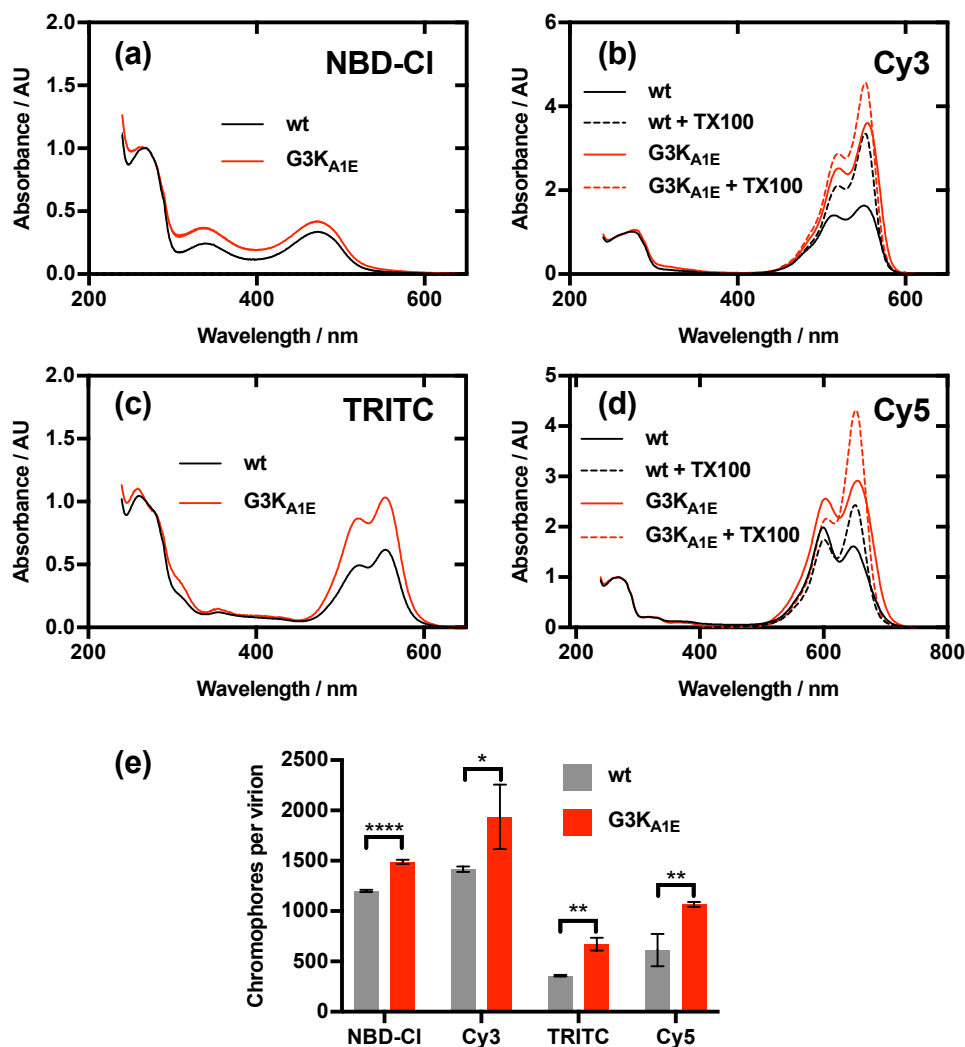 (a) NBD-Cl
Absorbance / AU
2.0
1.5
1.0
0.5
0.0
wt
G3KA1E
200 400 600
Wavelength / nm
(b) Cy3
Absorbance / AU
6
4
2
0
wt
wt + TX100
G3KA1E
G3KA1E + TX100
200 400 600
Wavelength / nm
(c) TRITC
Absorbance / AU
2.0
1.5
1.0
0.5
0.0
wt
G3KA1E
200 400 600
Wavelength / nm
(d) Cy5
Absorbance / AU
5
4
3
2
1
0
wt
wt + TX100
G3KA1E
G3KA1E + TX100
200 400 600 800
Wavelength / nm
(e)
Chromophores per virion
2500
2000
1500
1000
500
0
wt
G3KA1E
****
*
**
**
NBD-Cl Cy3 TRITC Cy5